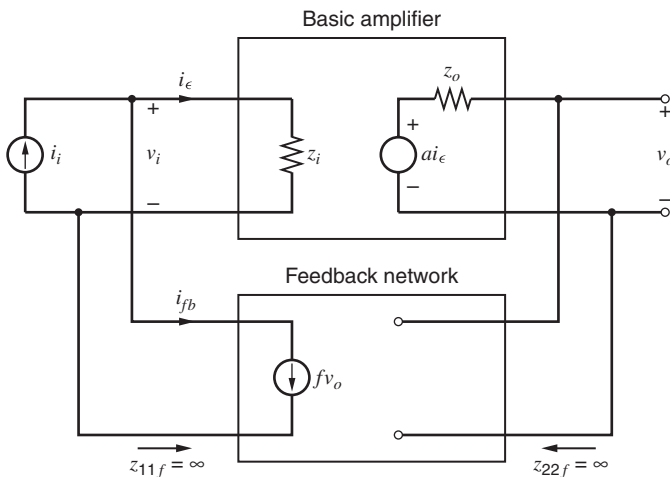 Basic amplifier
i_ϵ
z_o
+
+
+
i_i
v_i
z_i
ai_ϵ
v_o
−
−
−
Feedback network
i_fb
fv_o
z_11f = ∞
z_22f = ∞